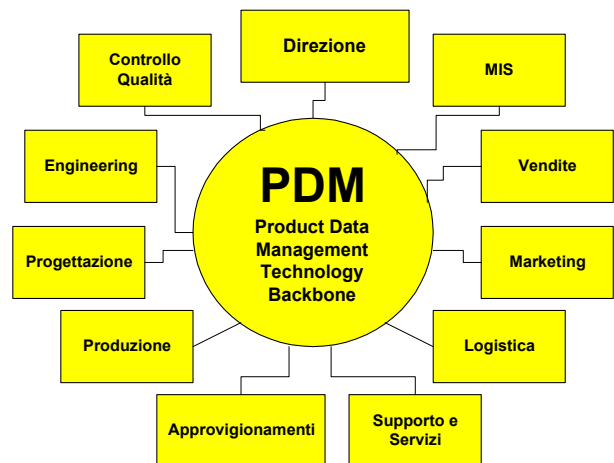 Direzione
Controllo
Qualità
MIS
Engineering
Vendite
PDM
Product Data
Management
Technology
Backbone
Progettazione
Marketing
Produzione
Logistica
Approvigionamenti
Supporto e
Servizi